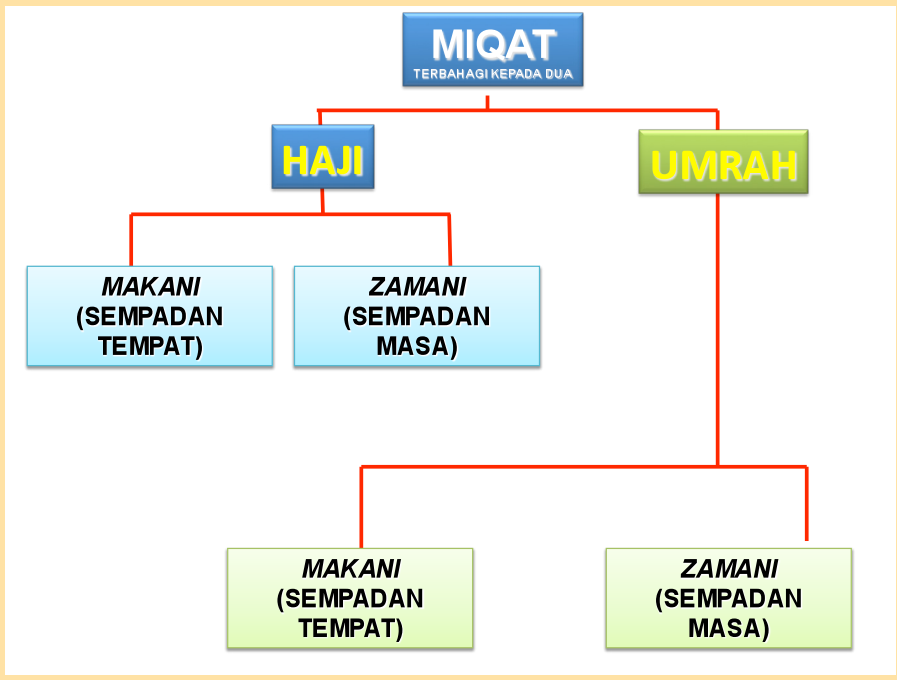 MIQAT
TERBAHAGI KEPADA DUA
HAJI
UMRAH
MAKANI
(SEMPADAN
TEMPAT)
ZAMANI
(SEMPADAN
MASA)
MAKANI
(SEMPADAN
TEMPAT)
ZAMANI
(SEMPADAN
MASA)